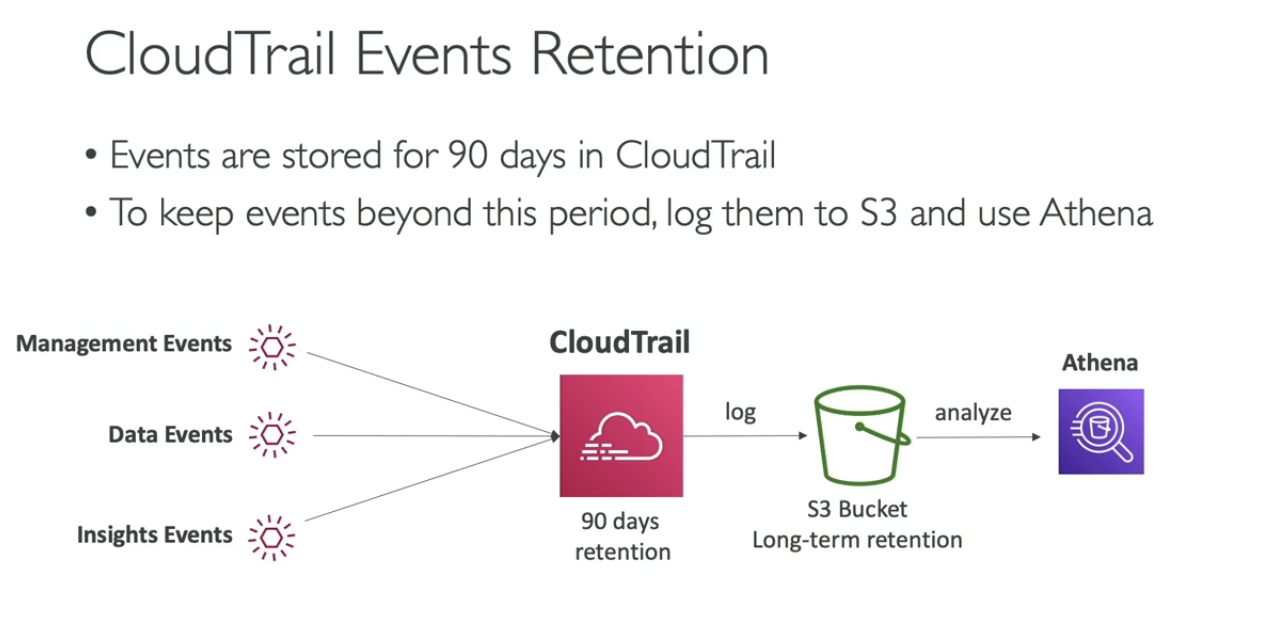 CloudTrail Events Retention
• Events are stored for 90 days in CloudTrail
• To keep events beyond this period, log them to S3 and use Athena
Management Events
Data Events
Insights Events
CloudTrail
90 days
retention
log
S3 Bucket
Long-term retention
analyze
Athena